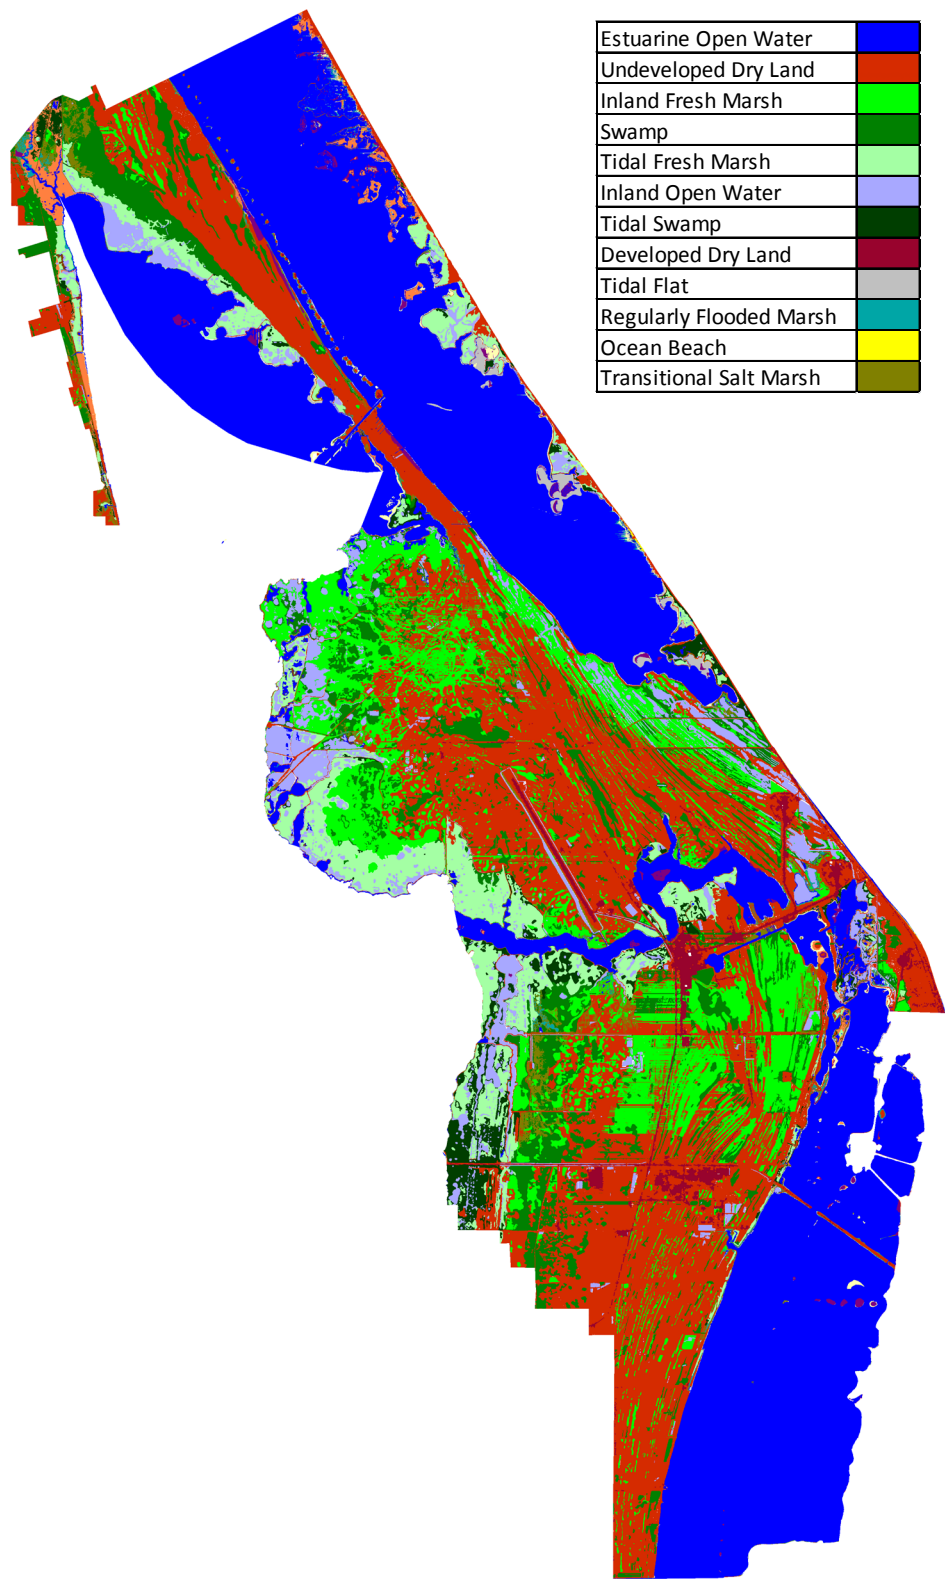 Estuarine Open Water
Undeveloped Dry Land
Inland Fresh Marsh
Swamp
Tidal Fresh Marsh
Inland Open Water
Tidal Swamp
Developed Dry Land
Tidal Flat
Regularly Flooded Marsh
Ocean Beach
Transitional Salt Marsh